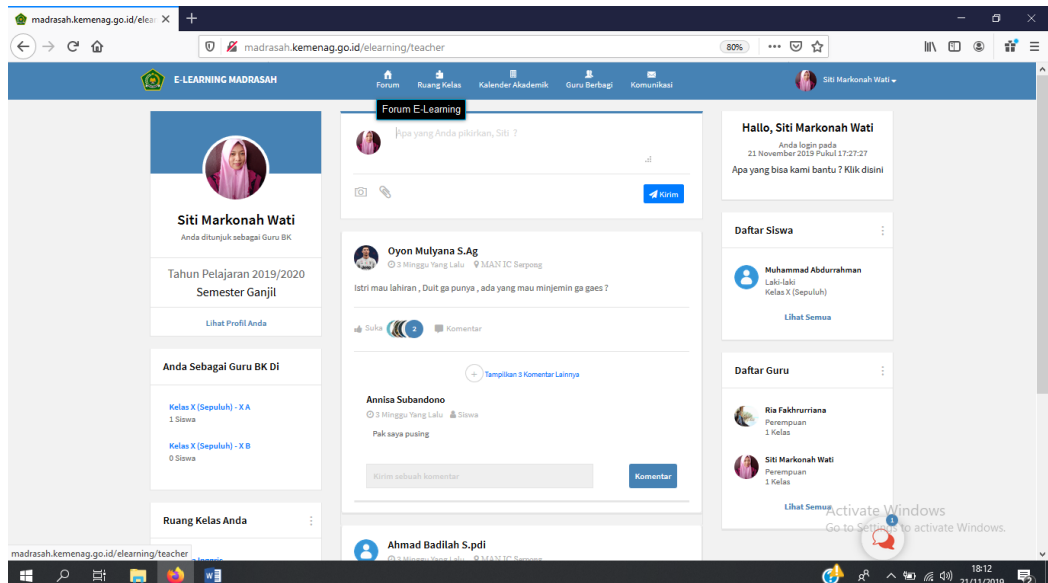 madrasah.kemenag.go.id/elear
madrasah.kemenag.go.id/elearning/teacher
80%
E-LEARNING MADRASAH
Forum
Ruang Kelas
Kalender Akademik
Guru Berbagi
Komunikasi
Siti Markonah Wati
Forum E-Learning
Siti Markonah Wati
Anda ditunjuk sebagai Guru BK
Tahun Pelajaran 2019/2020
Semester Ganjil
Lihat Profil Anda
Anda Sebagai Guru BK Di
Kelas X (Sepuluh) - X A
1 Siswa
Kelas X (Sepuluh) - X B
0 Siswa
Ruang Kelas Anda
Apa yang Anda pikirkan, Siti ?
Kirim
Oyon Mulyana S.Ag
3 Minggu Yang Lalu MAN IC Serpong
Istri mau lahiran , Duit ga punya , ada yang mau minjemin ga gaes ?
Suka 2 Komentar
Tampilkan 3 Komentar Lainnya
Annisa Subandono
3 Minggu Yang Lalu Siswa
Pak saya pusing
Kirim sebuah komentar
Komentar
Ahmad Badilah S.pdi
3 Minggu Yang Lalu MAN IC Serpong
Hallo, Siti Markonah Wati
Anda login pada
21 November 2019 Pukul 17:27:27
Apa yang bisa kami bantu ? Klik disini
Daftar Siswa
Muhammad Abdurrahman
Laki-laki
Kelas X (Sepuluh)
Lihat Semua
Daftar Guru
Ria Fakhrurriana
Perempuan
1 Kelas
Siti Markonah Wati
Perempuan
1 Kelas
Lihat Semua
Activate Windows
Go to Settings to activate Windows.
1
madrasah.kemenag.go.id/elearning/teacher
18:12
21/11/2019